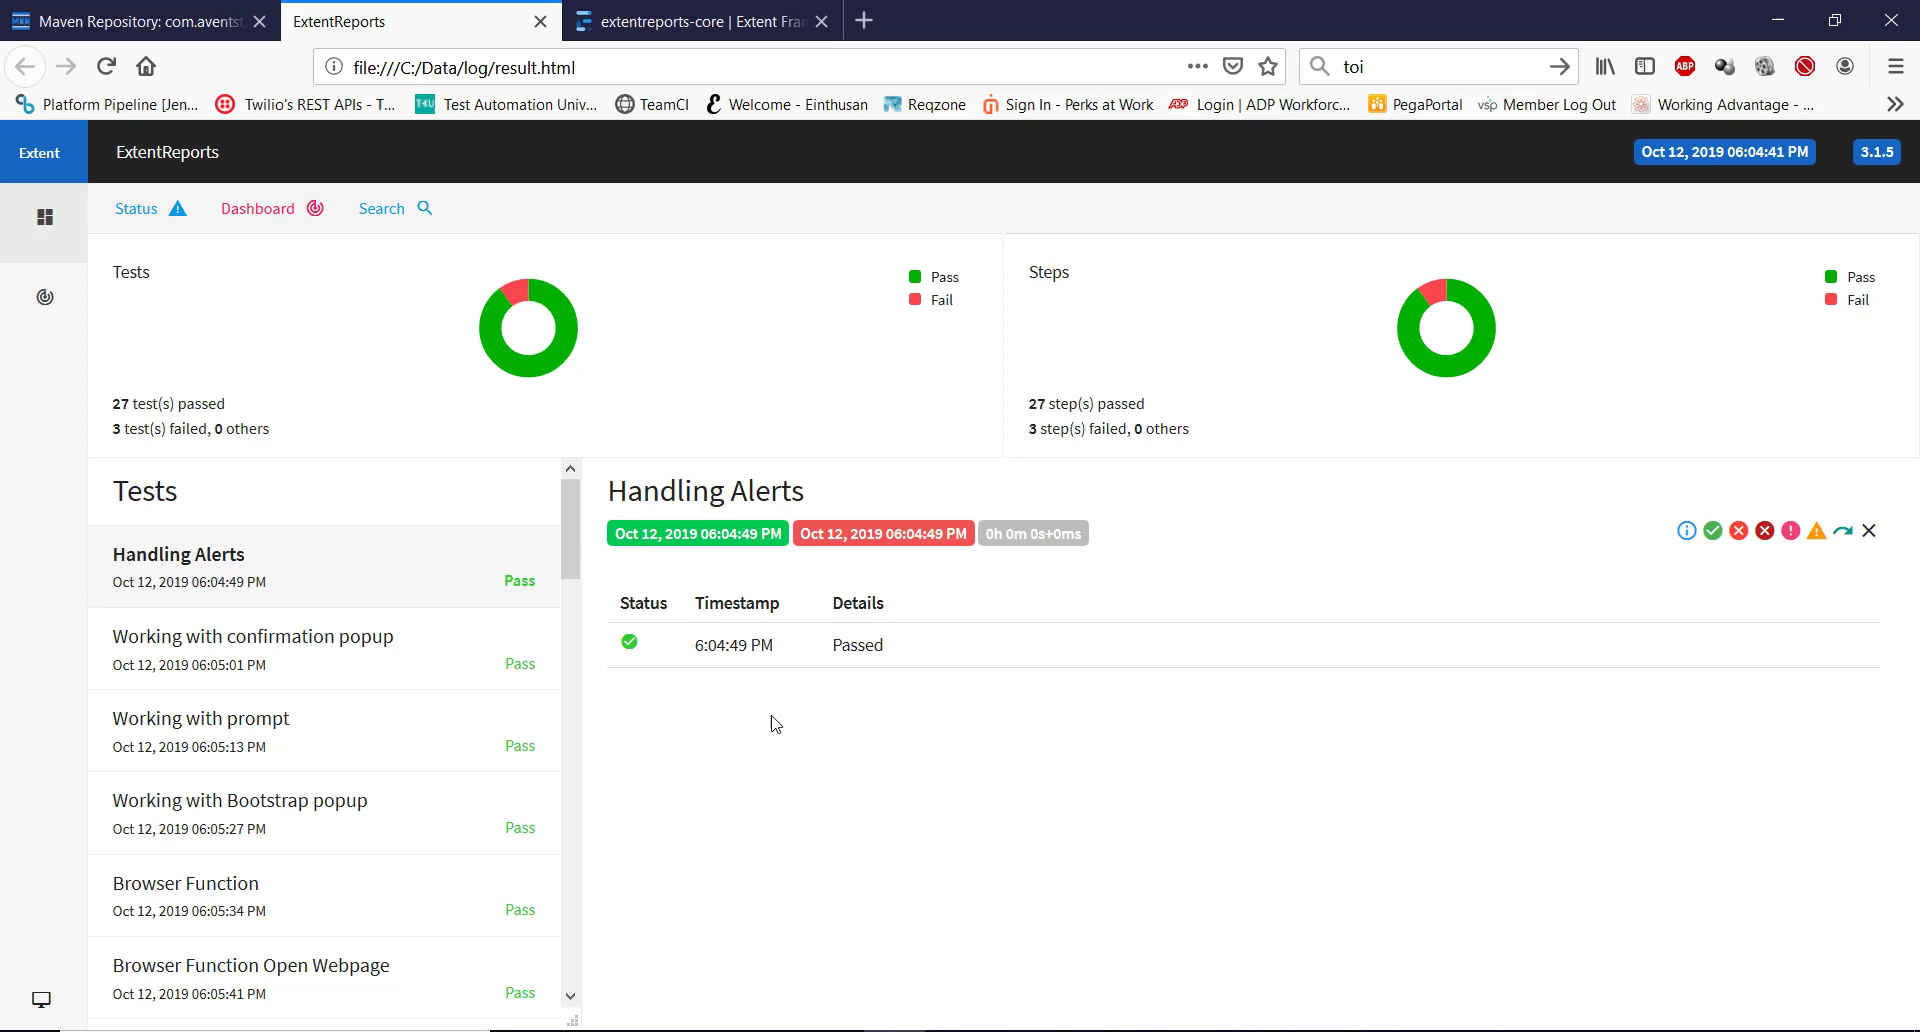 Maven Repository: com.aventst
ExtentReports
extentreports-core | Extent Fran
file:///C:/Data/log/result.html
toi
ABP
Platform Pipeline [Jen...
Twilio's REST APIs - T...
Test Automation Univ...
TeamCI
Welcome - Einthusan
Reqzone
Sign In - Perks at Work
Login | ADP Workforc...
PegaPortal
vsp Member Log Out
Working Advantage - ...
Extent
ExtentReports
Oct 12, 2019 06:04:41 PM
3.1.5
Status
Dashboard
Search
Tests
Pass
Fail
27 test(s) passed
3 test(s) failed, 0 others
Steps
Pass
Fail
27 step(s) passed
3 step(s) failed, 0 others
Tests
Handling Alerts
Oct 12, 2019 06:04:49 PM
Pass
Working with confirmation popup
Oct 12, 2019 06:05:01 PM
Pass
Working with prompt
Oct 12, 2019 06:05:13 PM
Pass
Working with Bootstrap popup
Oct 12, 2019 06:05:27 PM
Pass
Browser Function
Oct 12, 2019 06:05:34 PM
Pass
Browser Function Open Webpage
Oct 12, 2019 06:05:41 PM
Pass
Handling Alerts
Oct 12, 2019 06:04:49 PM
Oct 12, 2019 06:04:49 PM
0h 0m 0s+0ms
Status Timestamp Details
6:04:49 PM Passed